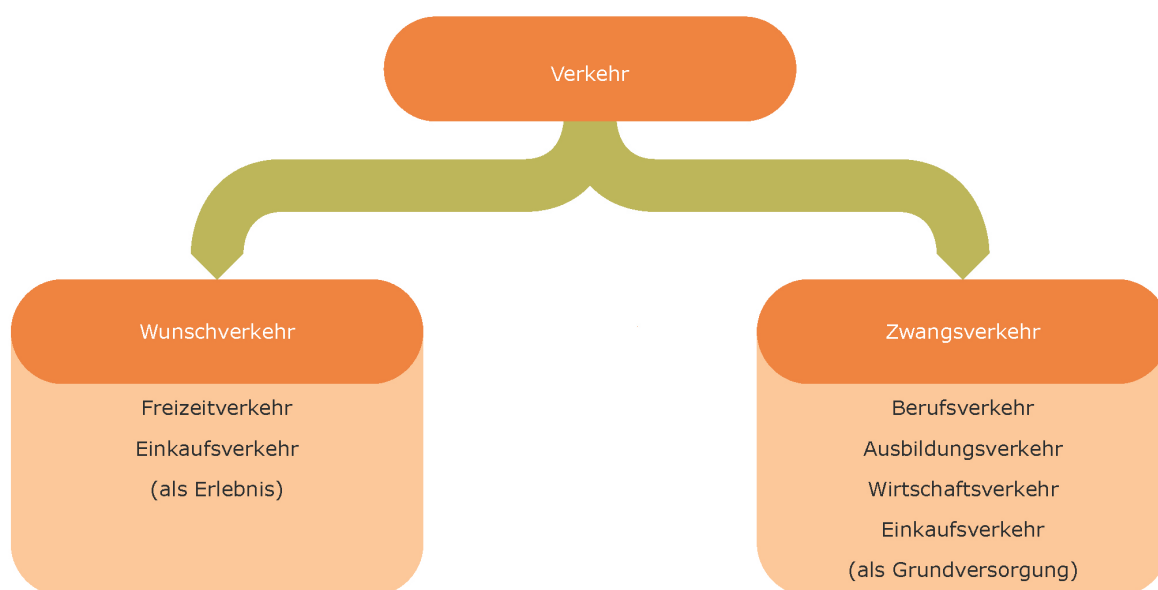 Verkehr
Wunschverkehr
Freizeitverkehr
Einkaufsverkehr
(als Erlebnis)
Zwangsverkehr
Berufsverkehr
Ausbildungsverkehr
Wirtschaftsverkehr
Einkaufsverkehr
(als Grundversorgung)